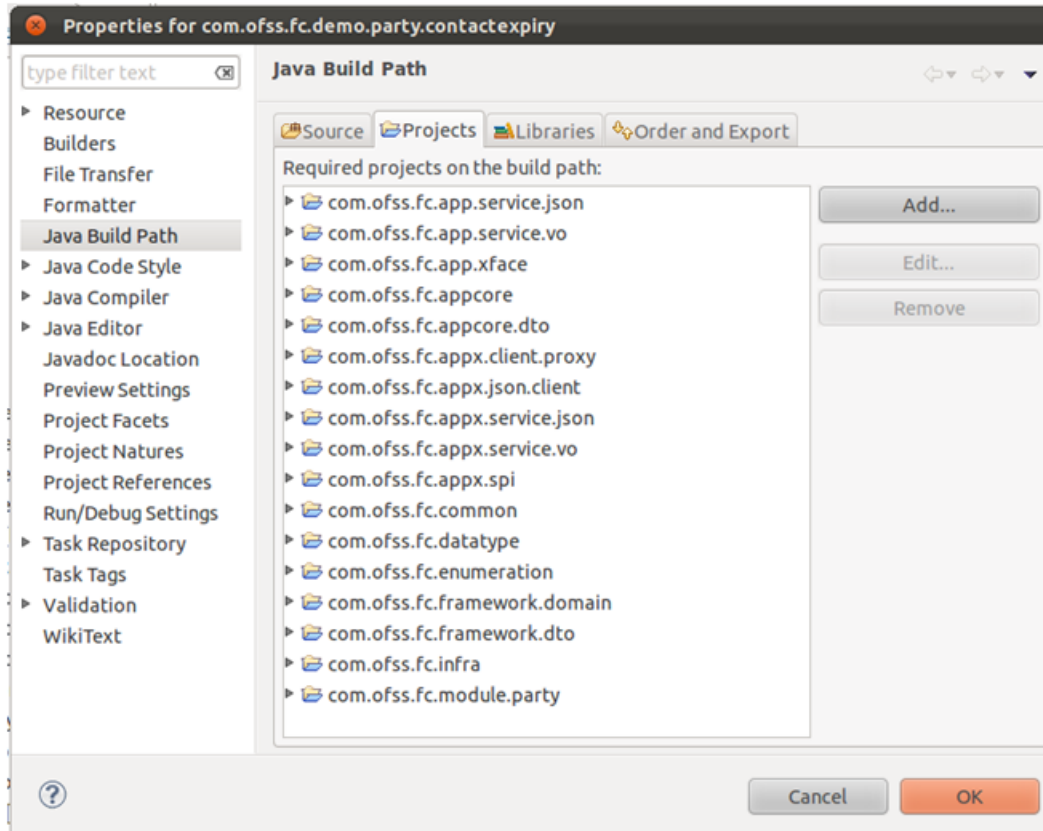 Properties for com.ofss.fc.demo.party.contactexpiry
type filter text
Java Build Path
Resource
Builders
File Transfer
Formatter
Java Build Path
Java Code Style
Java Compiler
Java Editor
Javadoc Location
Preview Settings
Project Facets
Project Natures
Project References
Run/Debug Settings
Task Repository
Task Tags
Validation
WikiText
Source Projects Libraries Order and Export
Required projects on the build path:
com.ofss.fc.app.service.json
com.ofss.fc.app.service.vo
com.ofss.fc.app.xface
com.ofss.fc.appcore
com.ofss.fc.appcore.dto
com.ofss.fc.appx.client.proxy
com.ofss.fc.appx.json.client
com.ofss.fc.appx.service.json
com.ofss.fc.appx.service.vo
com.ofss.fc.appx.spi
com.ofss.fc.common
com.ofss.fc.datatype
com.ofss.fc.enumeration
com.ofss.fc.framework.domain
com.ofss.fc.framework.dto
com.ofss.fc.infra
com.ofss.fc.module.party
Add...
Edit...
Remove
?
Cancel
OK